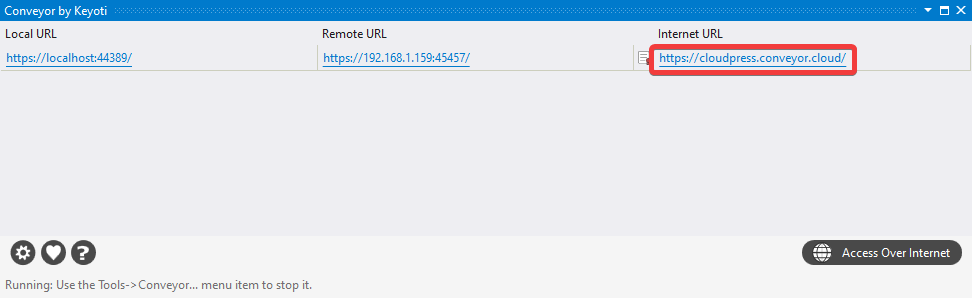 Conveyor by Keyoti
Local URL Remote URL Internet URL
https://localhost:44389/ https://192.168.1.159:45457/ https://cloudpress.conveyor.cloud/
? Access Over Internet
Running: Use the Tools->Conveyor... menu item to stop it.